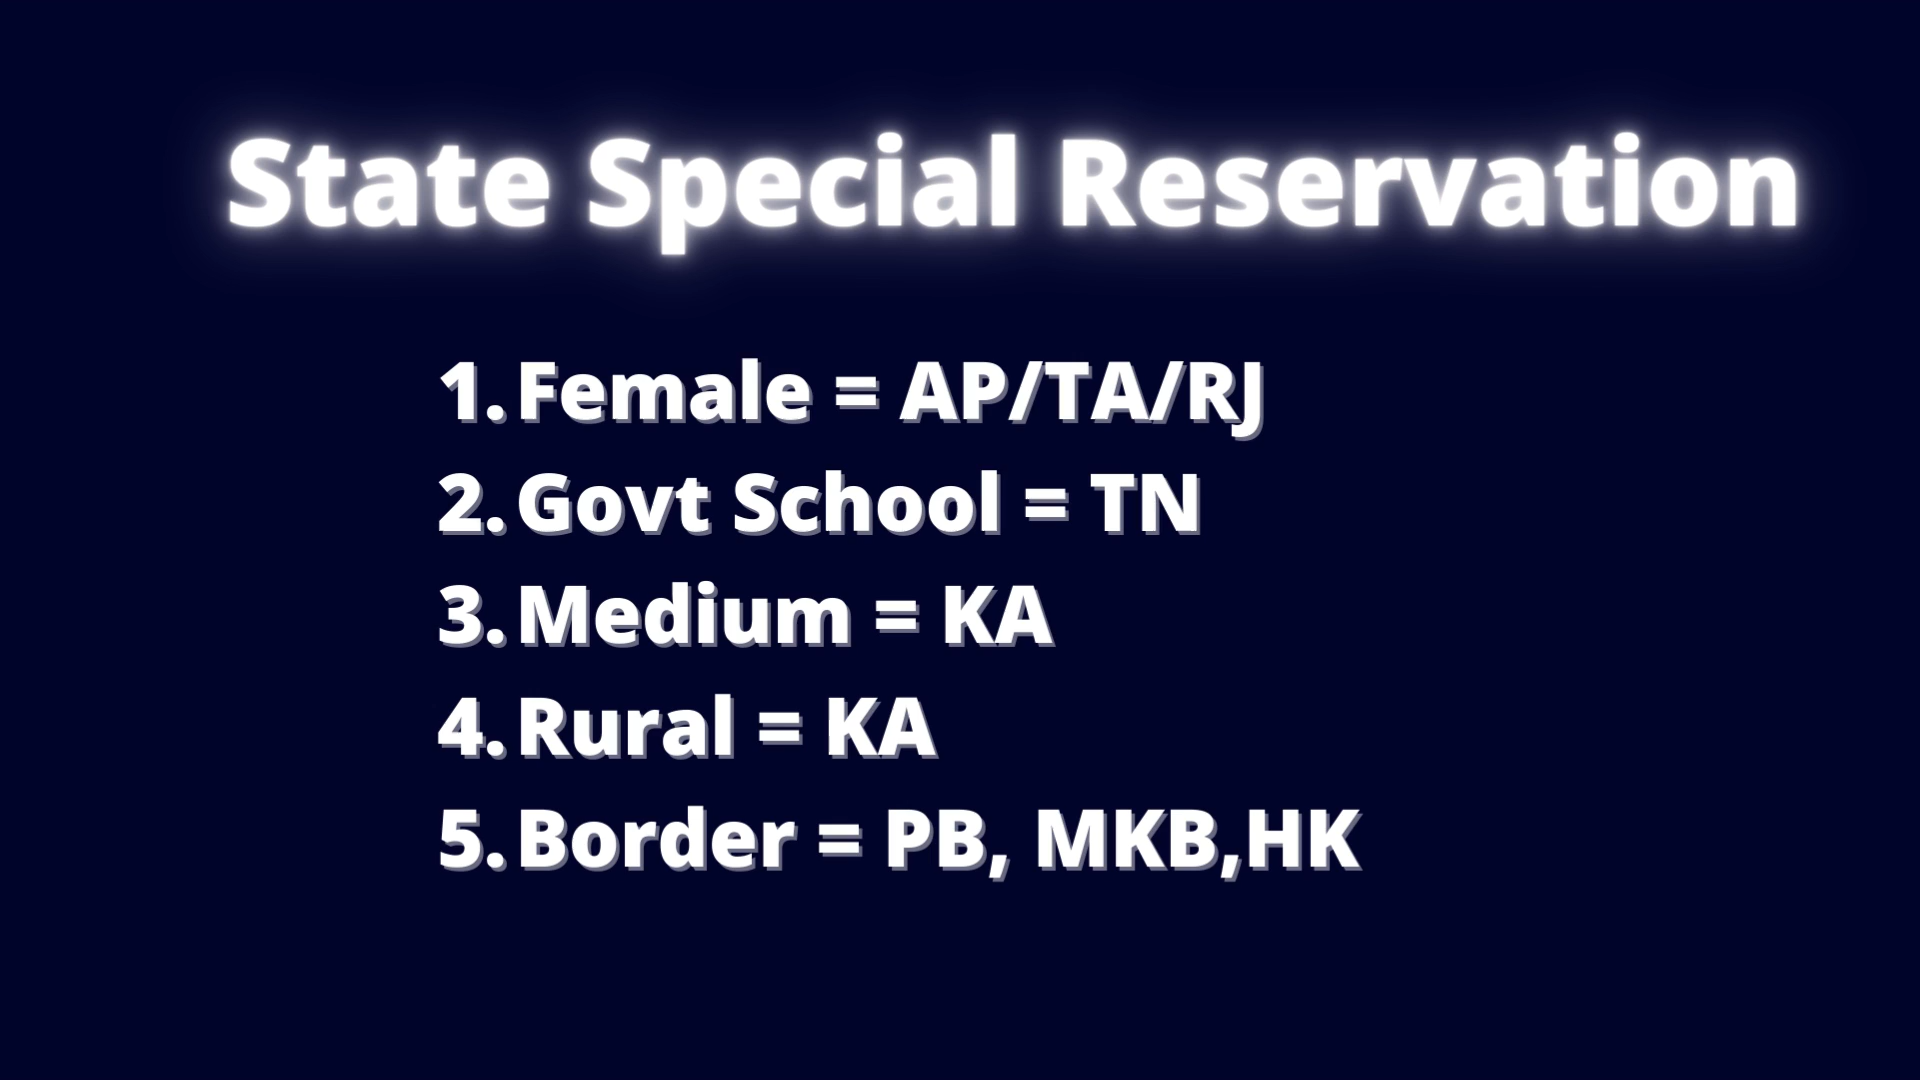 State Special Reservation
1. Female = AP/TA/RJ
2. Govt School = TN
3. Medium = KA
4. Rural = KA
5. Border = PB, MKB,HK